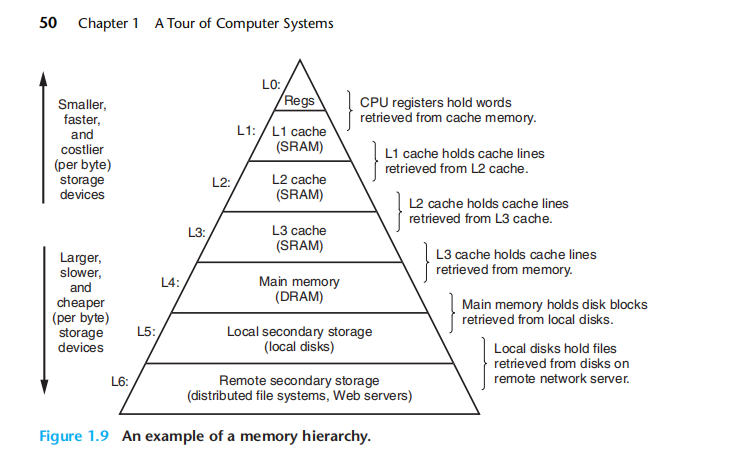 50 Chapter 1 A Tour of Computer Systems
Smaller,
faster,
and
costlier
(per byte)
storage
devices
Larger,
slower,
and
cheaper
(per byte)
storage
devices
L0:
Regs
CPU registers hold words
retrieved from cache memory.
L1:
L1 cache
(SRAM)
L1 cache holds cache lines
retrieved from L2 cache.
L2:
L2 cache
(SRAM)
L2 cache holds cache lines
retrieved from L3 cache.
L3:
L3 cache
(SRAM)
L3 cache holds cache lines
retrieved from memory.
L4:
Main memory
(DRAM)
Main memory holds disk blocks
retrieved from local disks.
L5:
Local secondary storage
(local disks)
Local disks hold files
retrieved from disks on
remote network server.
L6:
Remote secondary storage
(distributed file systems, Web servers)
Figure 1.9 An example of a memory hierarchy.